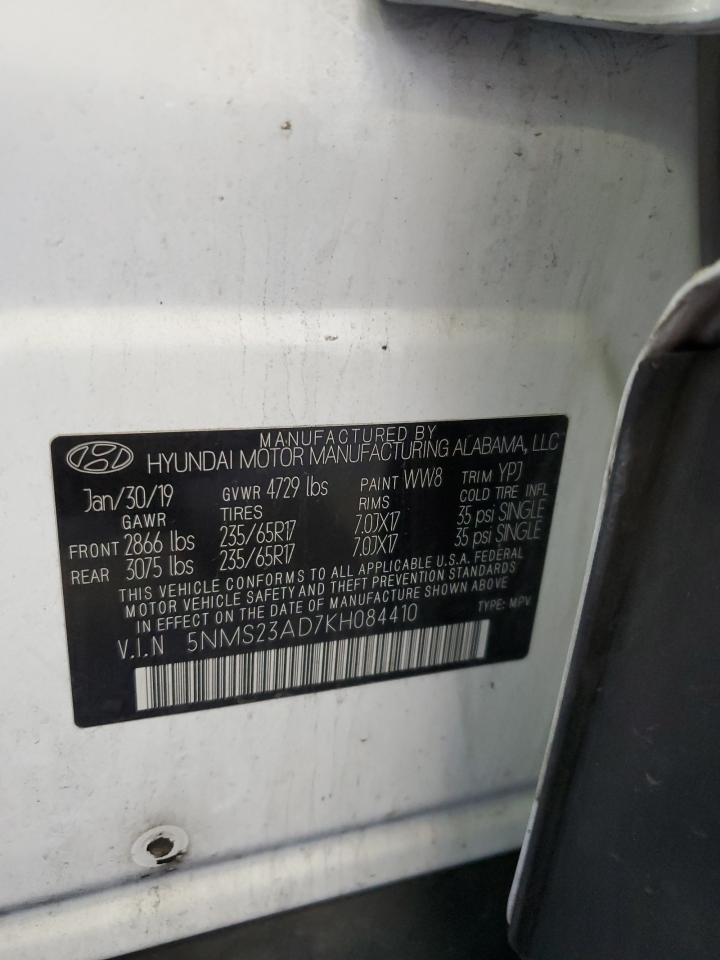 MANUFACTURED BY
HYUNDAI MOTOR MANUFACTURING ALABAMA, LLC
Jan/30/19 GVWR 4729 lbs PAINT WW8 TRIM YPJ
GAWR TIRES RIMS COLD TIRE INFL
FRONT 2866 lbs 235/65R17 7.0JX17 35 psi SINGLE
REAR 3075 lbs 235/65R17 7.0JX17 35 psi SINGLE
THIS VEHICLE CONFORMS TO ALL APPLICABLE U.S.A. FEDERAL
MOTOR VEHICLE SAFETY AND THEFT PREVENTION STANDARDS
IN EFFECT ON THE DATE OF MANUFACTURE SHOWN ABOVE
V.I.N 5NMS23AD7KH084410 TYPE: MPV